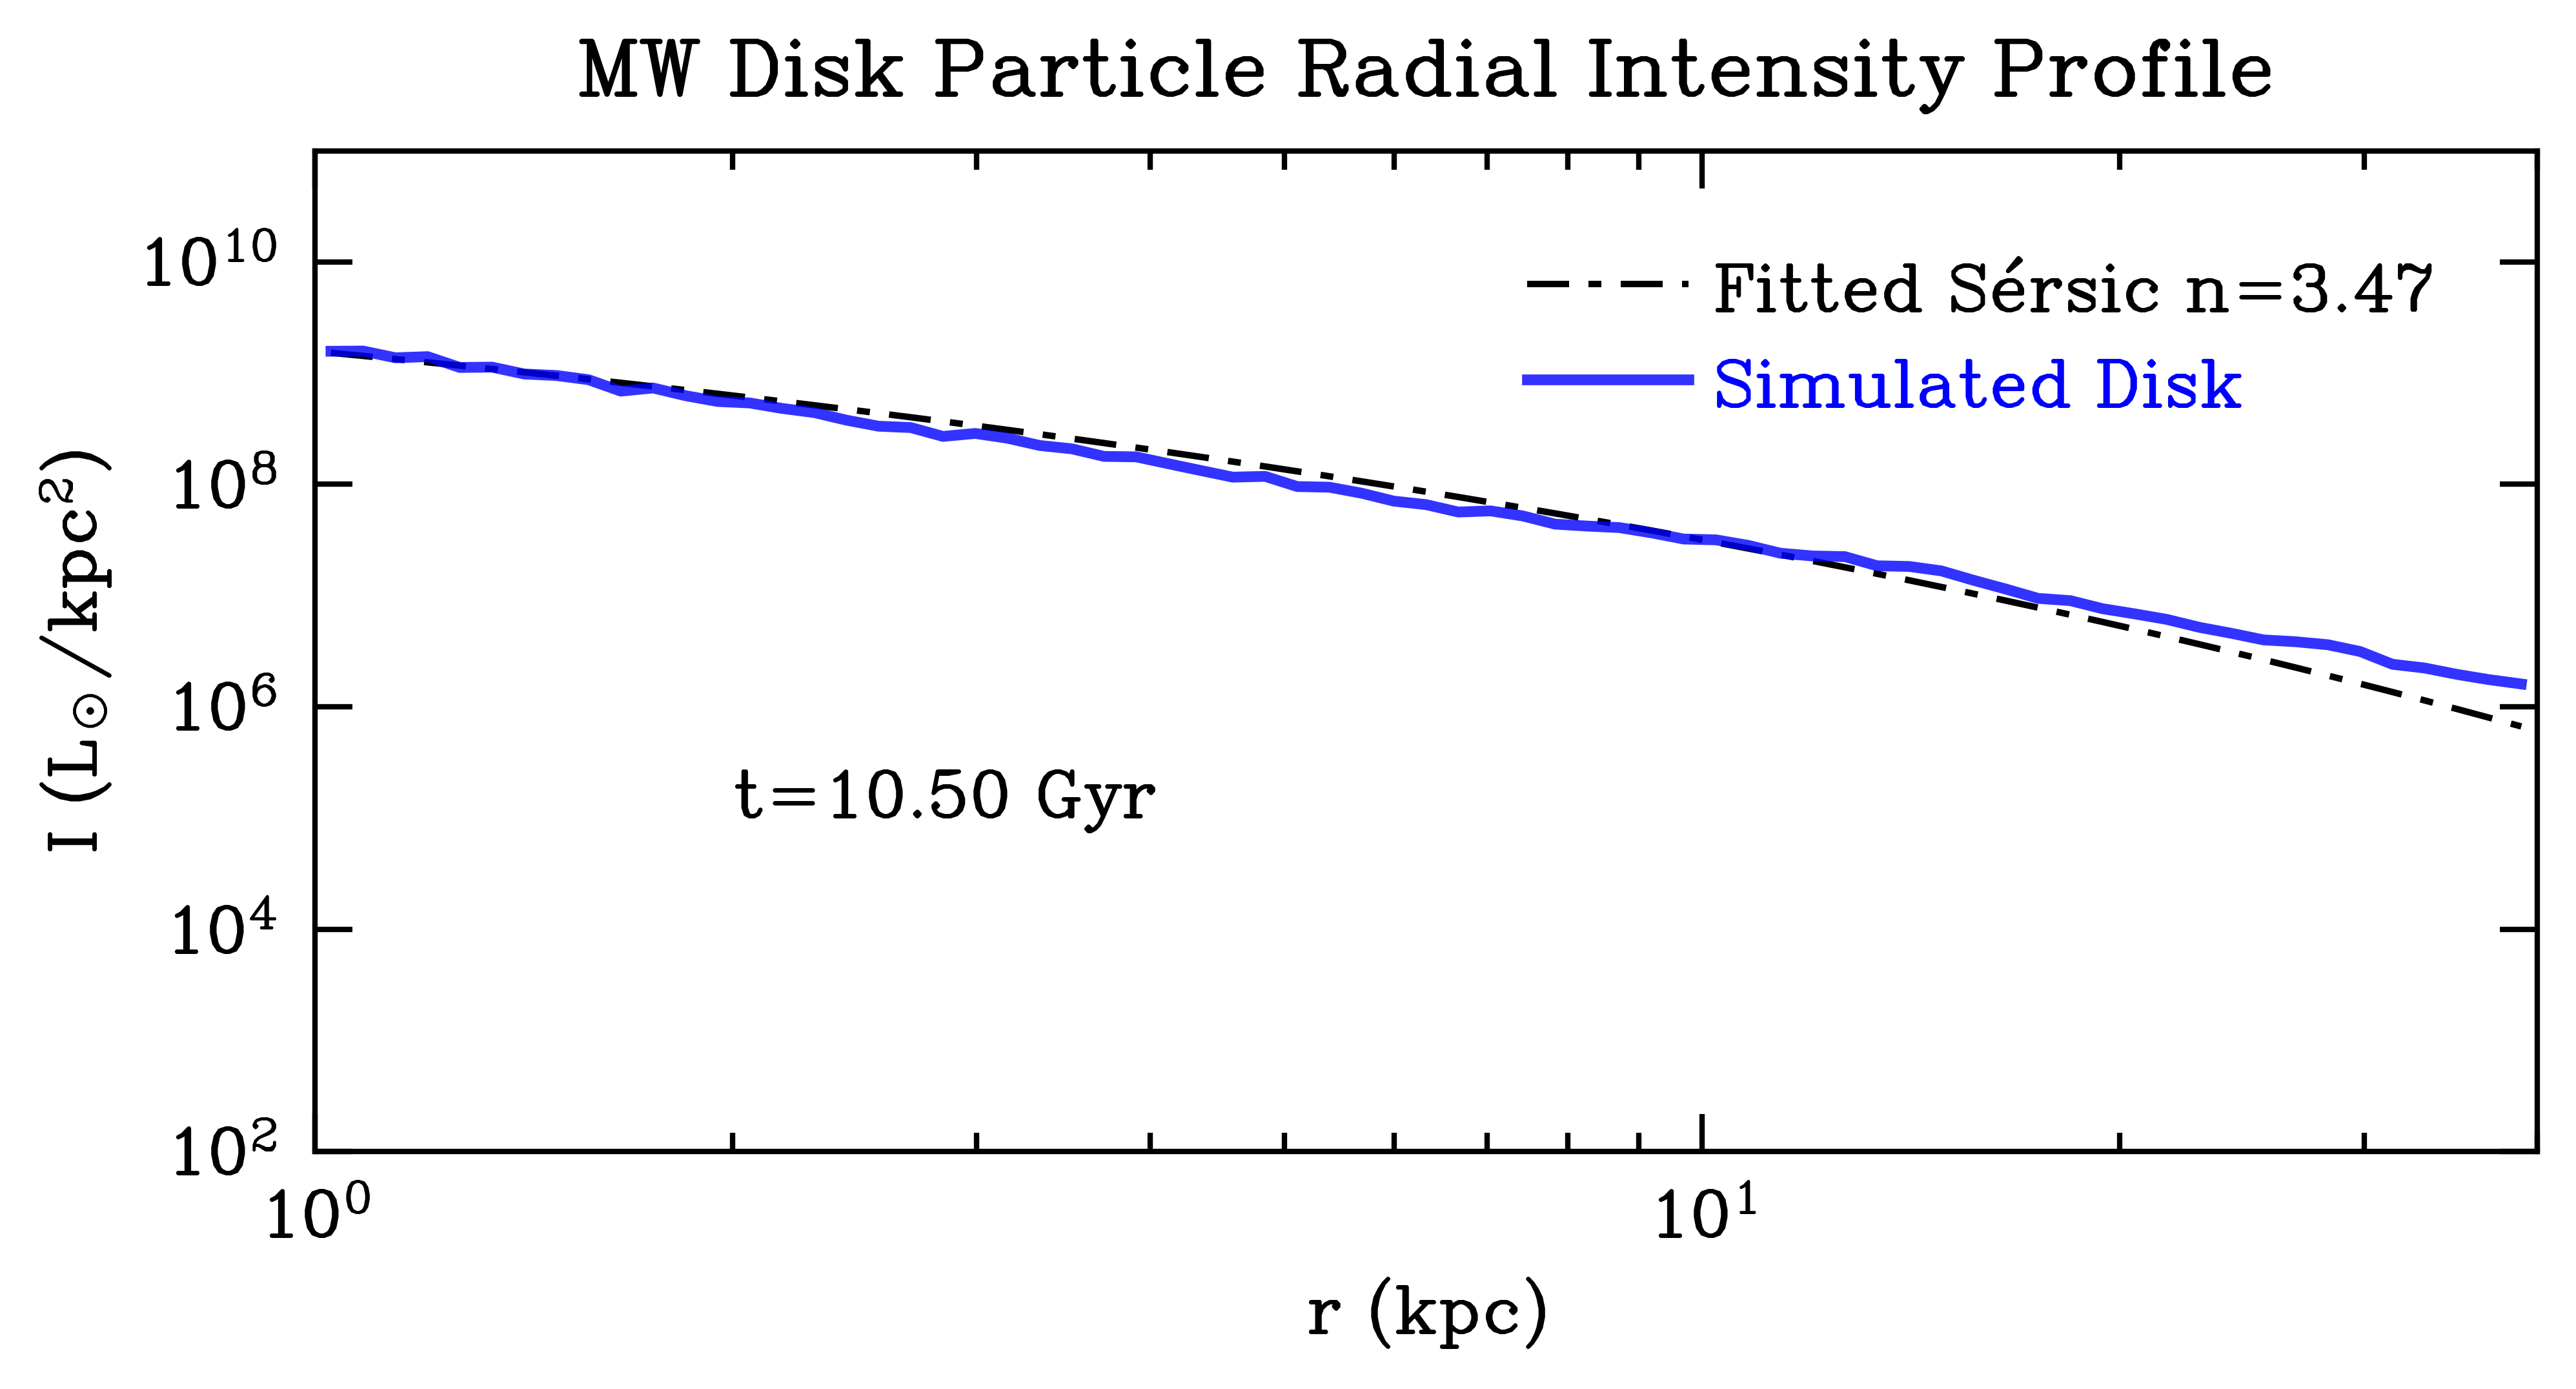 MW Disk Particle Radial Intensity Profile
I (L⊙/kpc²)
10¹⁰
10⁸
10⁶
10⁴
10²
Fitted Sérsic n=3.47
Simulated Disk
t=10.50 Gyr
10⁰ 10¹
r (kpc)